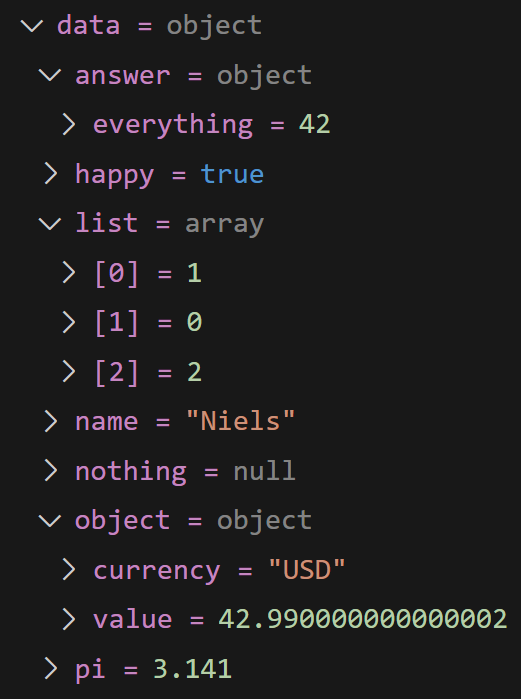 data = object
answer = object
everything = 42
happy = true
list = array
[0] = 1
[1] = 0
[2] = 2
name = "Niels"
nothing = null
object = object
currency = "USD"
value = 42.990000000000002
pi = 3.141